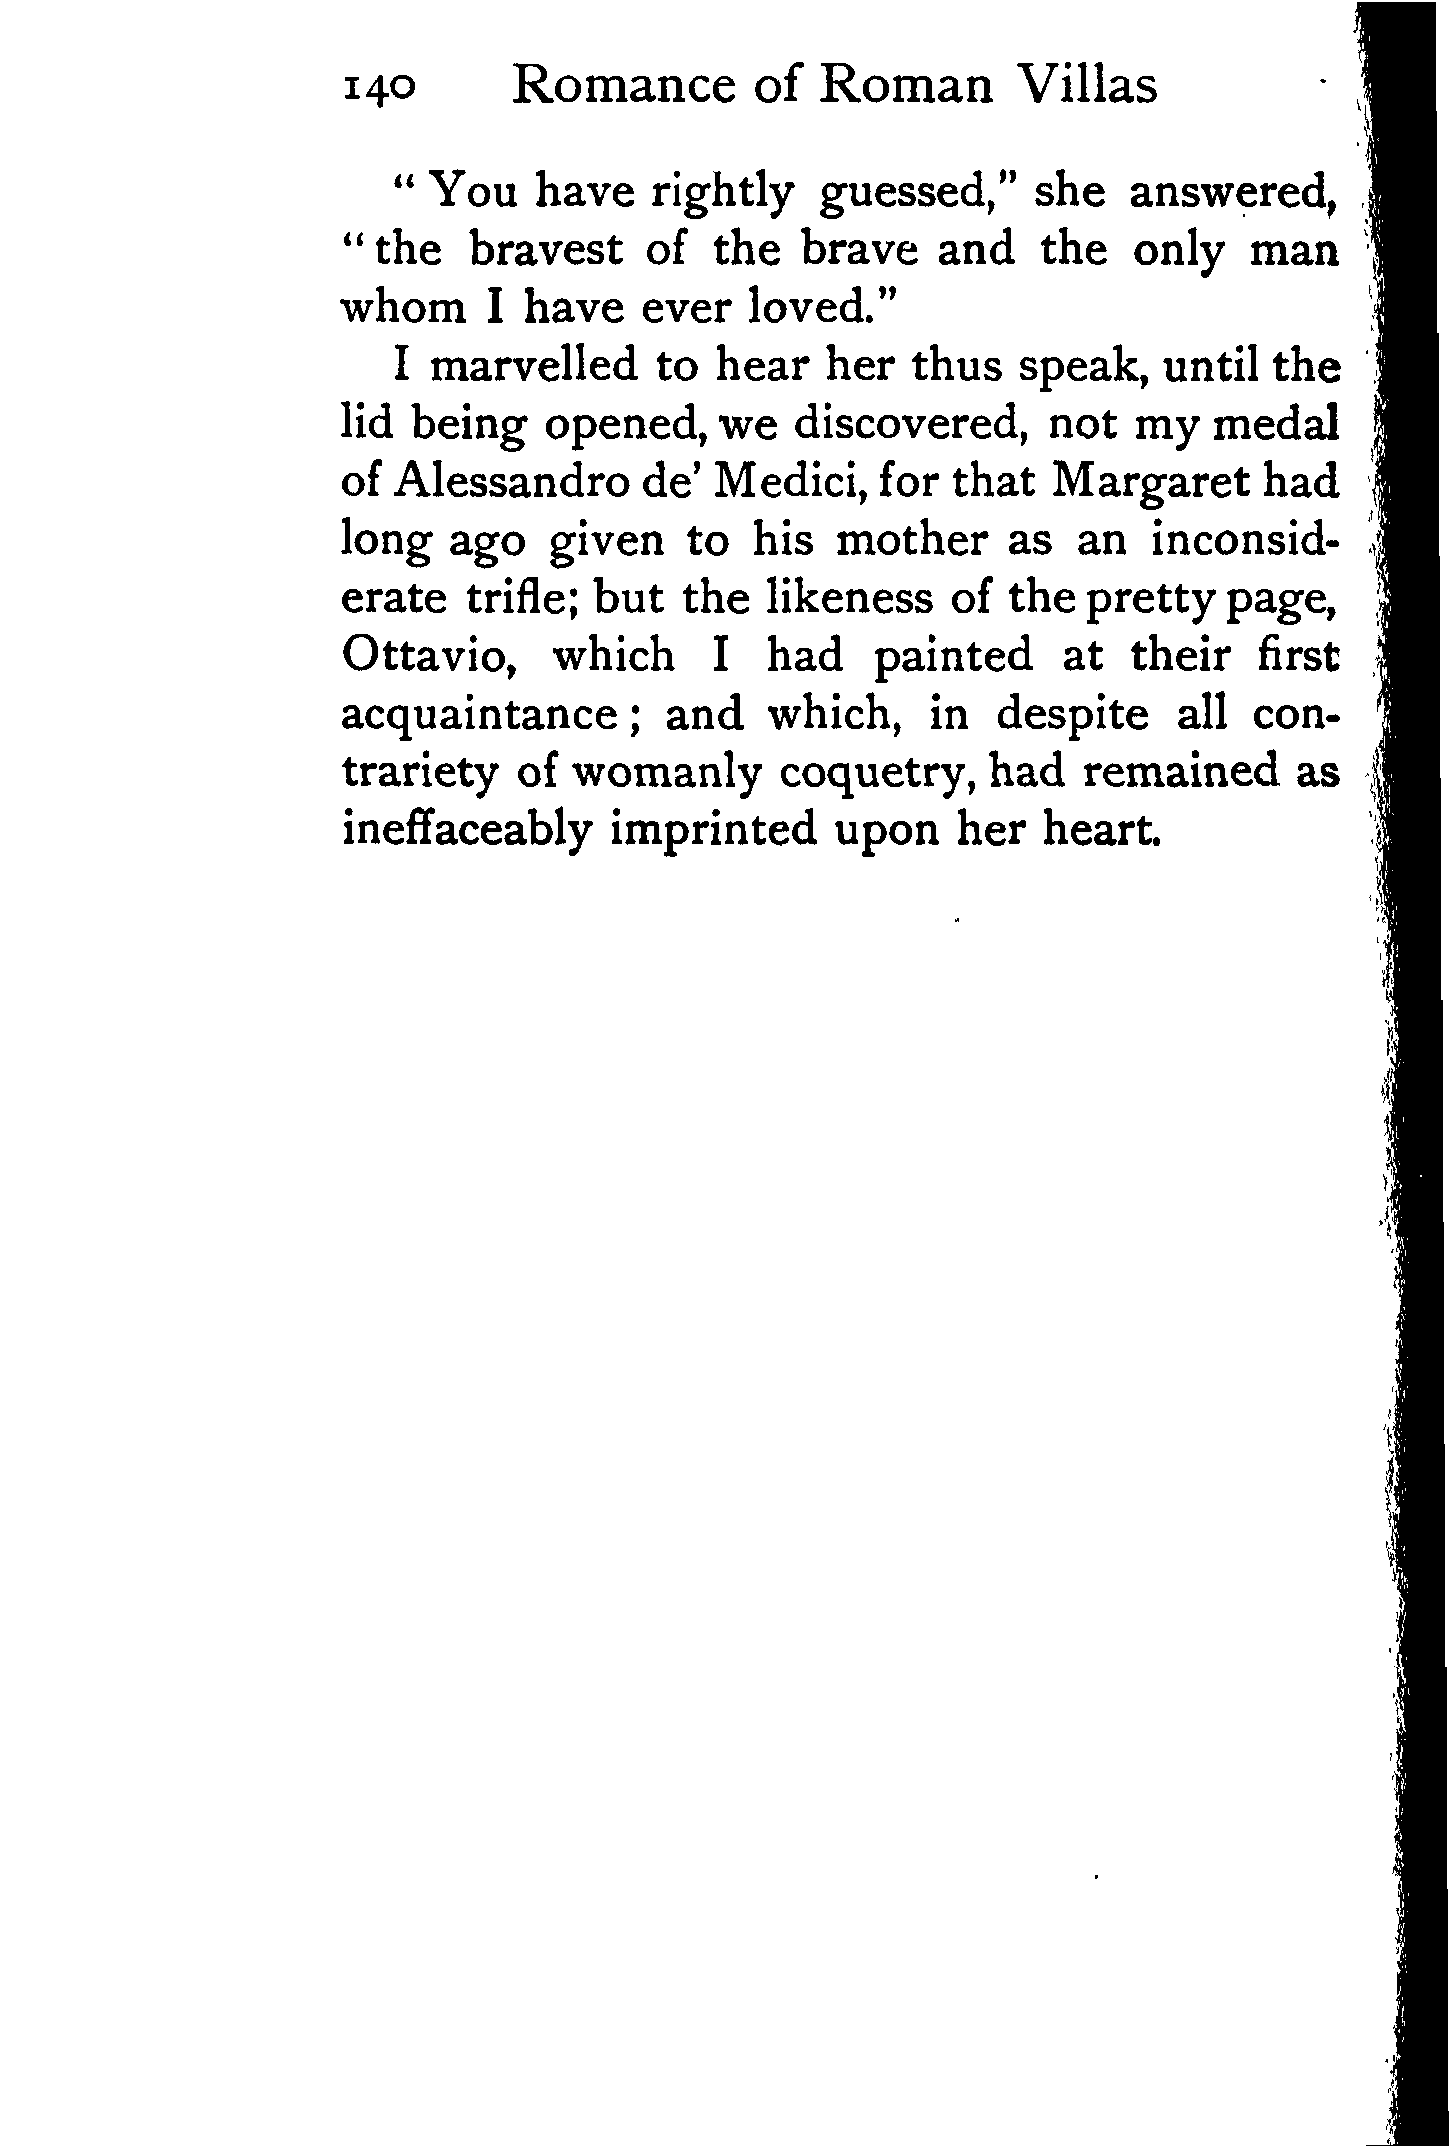 140 Romance of Roman Villas
“ You have rightly guessed,” she answered,
“ the bravest of the brave and the only man
whom I have ever loved.”
I marvelled to hear her thus speak, until the
lid being opened, we discovered, not my medal
of Alessandro de’ Medici, for that Margaret had
long ago given to his mother as an inconsid-
erate trifle; but the likeness of the pretty page,
Ottavio, which I had painted at their first
acquaintance ; and which, in despite all con-
trariety of womanly coquetry, had remained as
ineffaceably imprinted upon her heart.